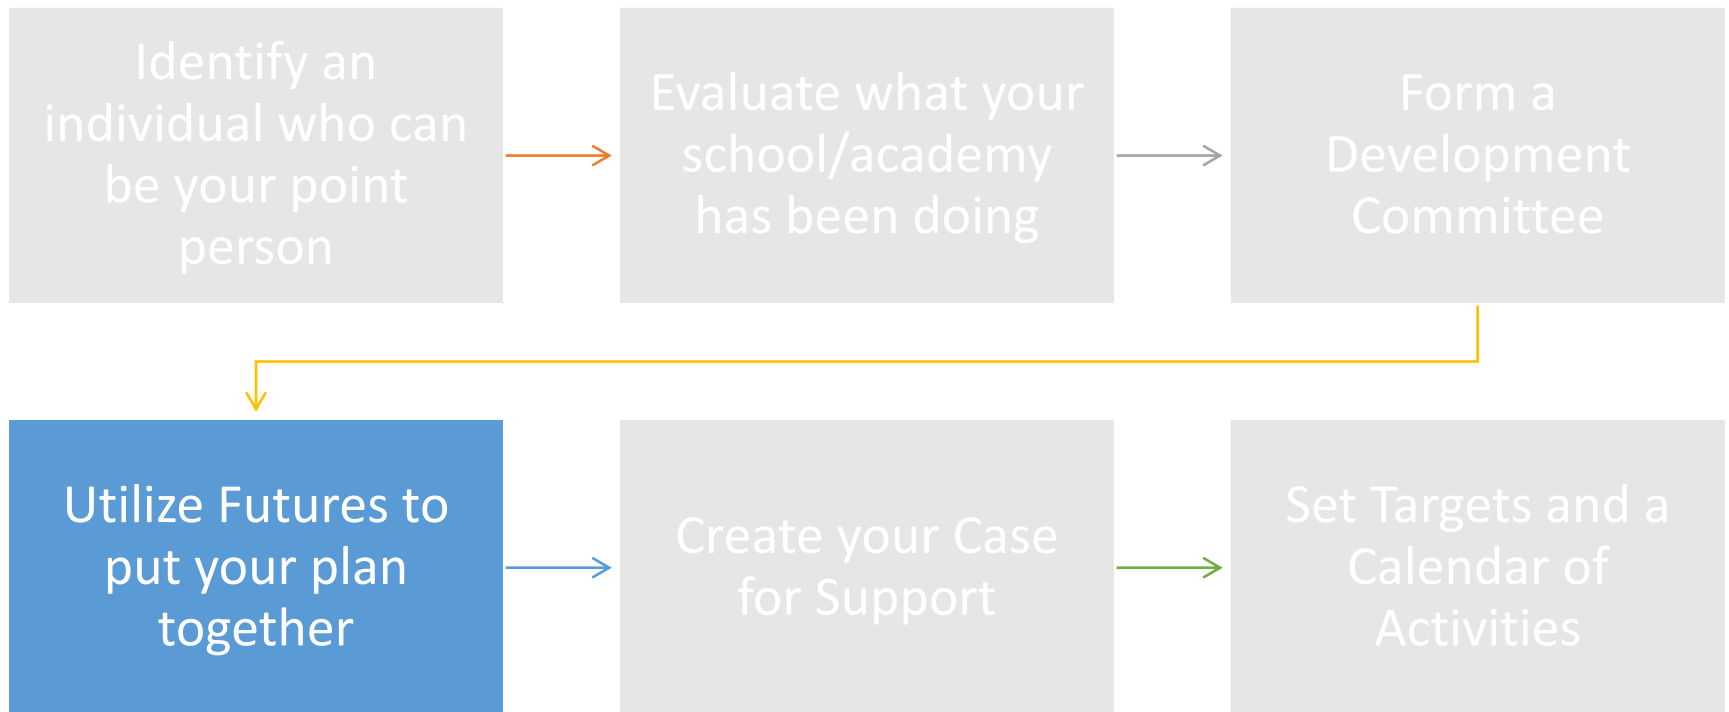 Identify an
individual who can
be your point
person
Evaluate what your
school/academy
has been doing
Form a
Development
Committee
Utilize Futures to
put your plan
together
Create your Case
for Support
Set Targets and a
Calendar of
Activities